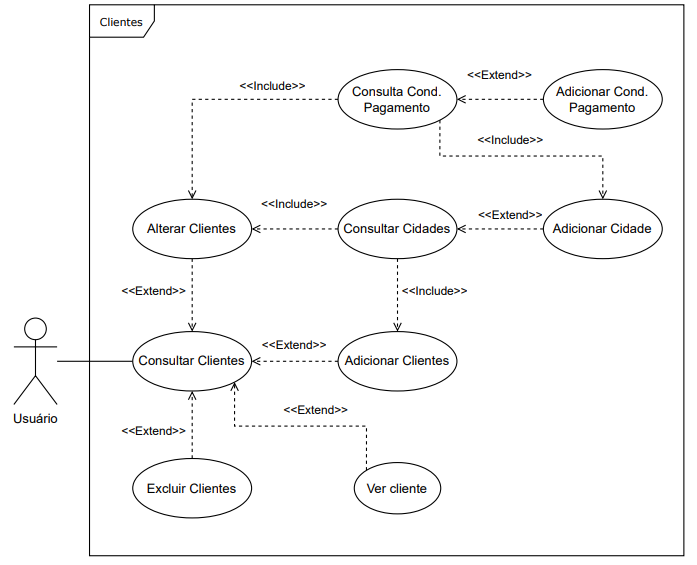 Clientes
<<Extend>>
<<Include>>
Consulta Cond.
Pagamento
Adicionar Cond.
Pagamento
<<Include>>
<<Include>>
<<Extend>>
Alterar Clientes
Consultar Cidades
Adicionar Cidade
<<Extend>>
<<Include>>
<<Extend>>
Consultar Clientes
Adicionar Clientes
Usuário
<<Extend>>
<<Extend>>
Excluir Clientes
Ver cliente